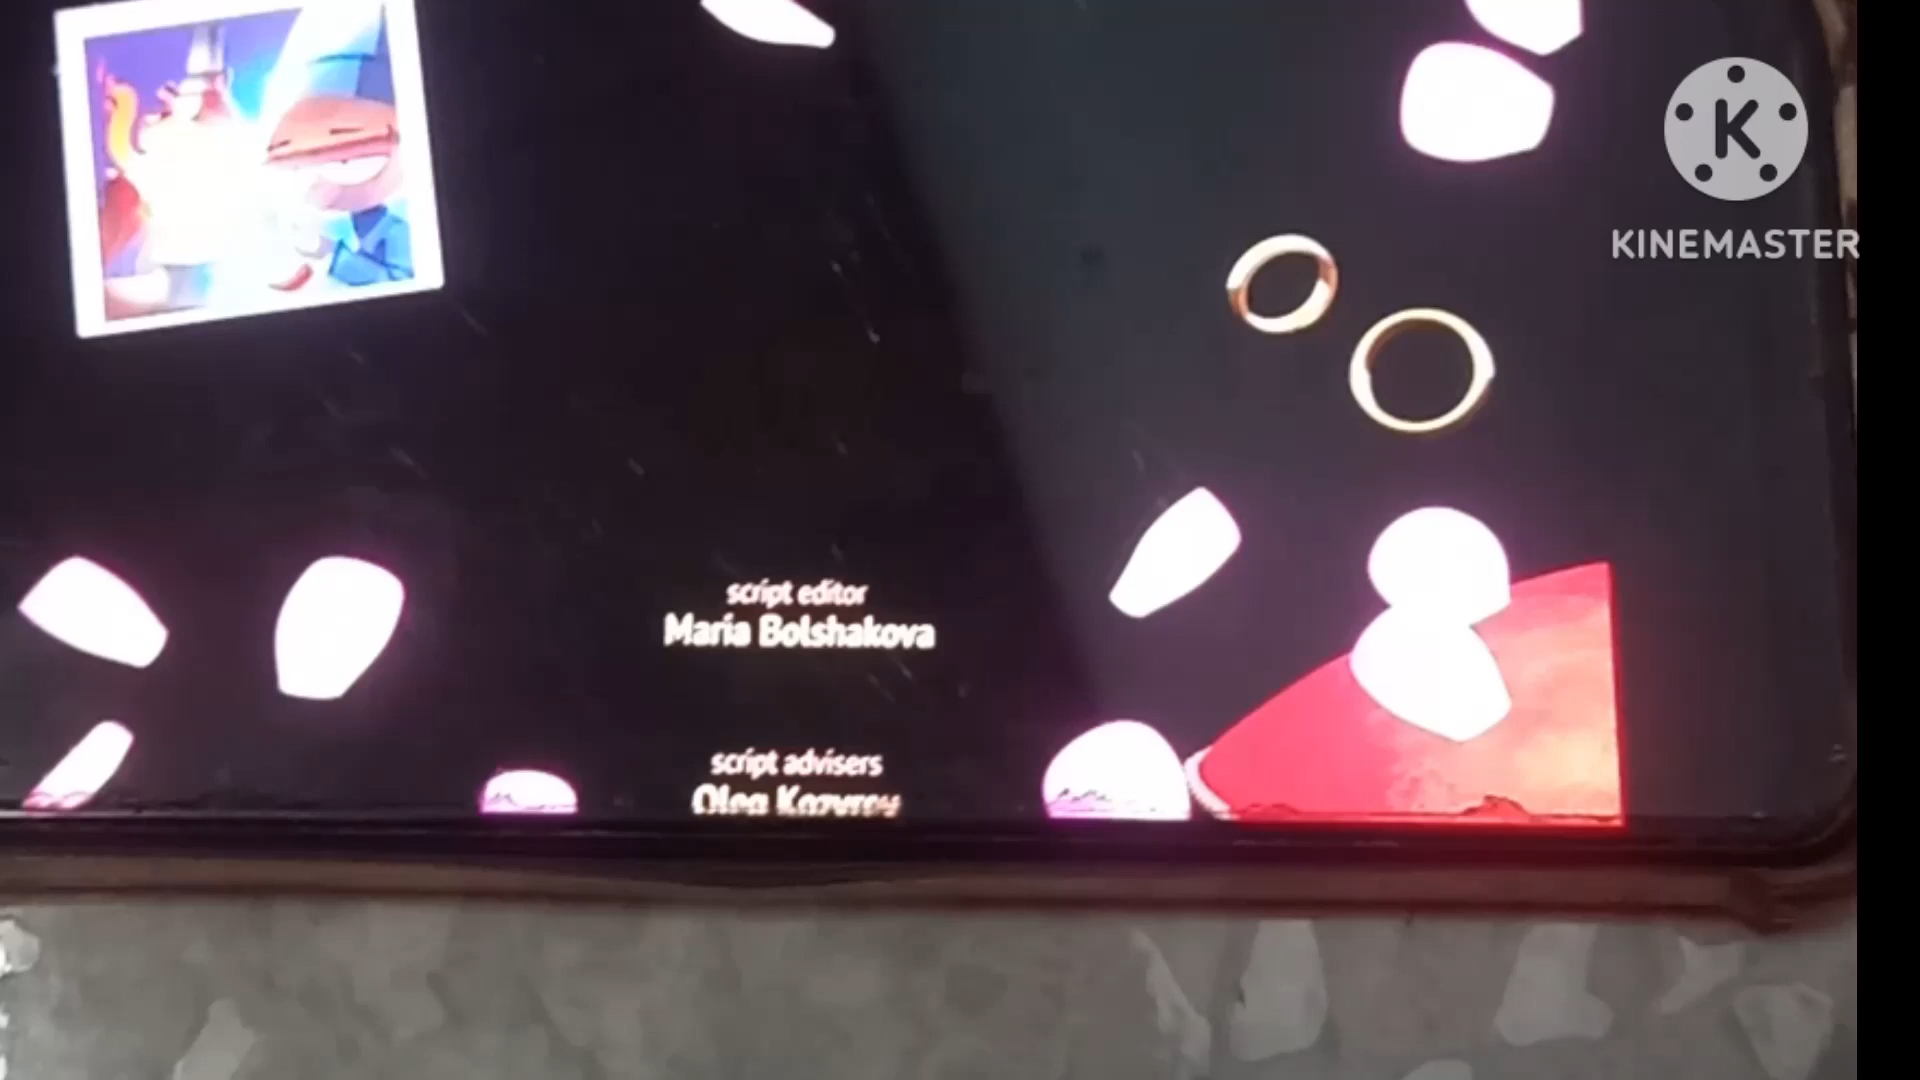 K
KINEMASTER
script editor
Maria Bolshakova
script advisers
Oleg Kozyrev